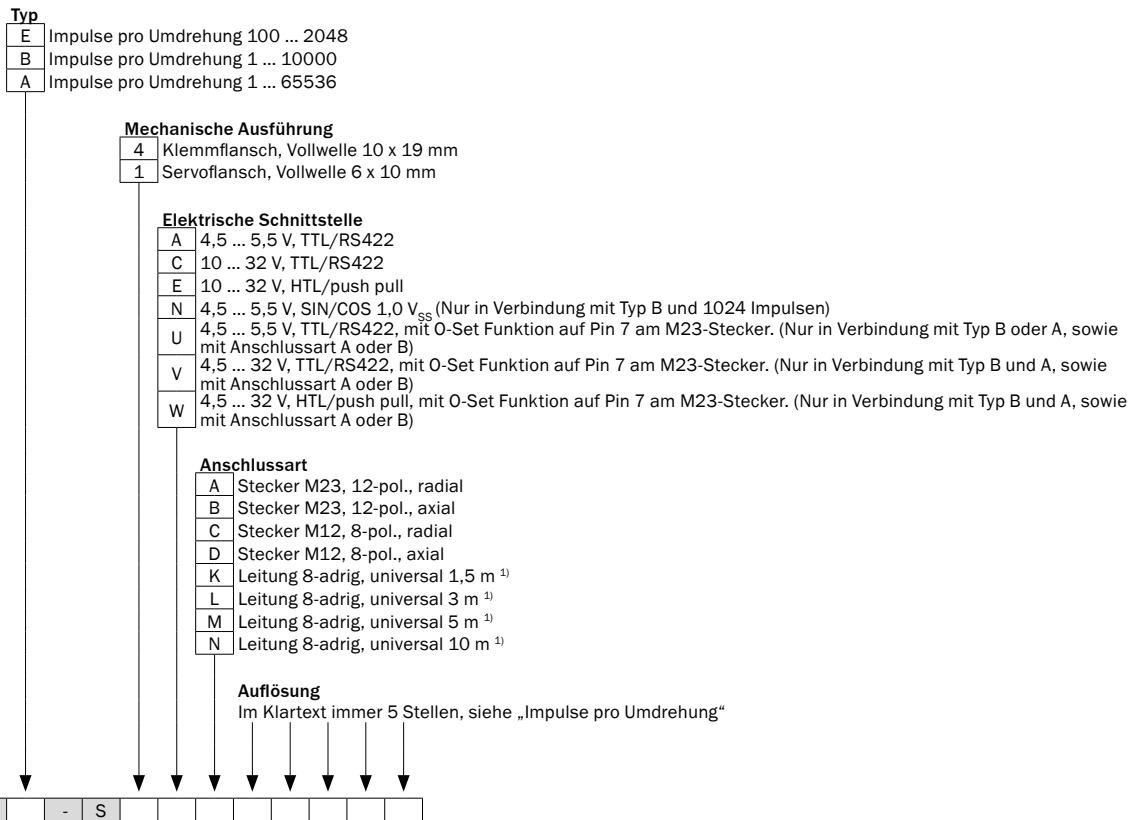 Typ
E Impulse pro Umdrehung 100 ... 2048
B Impulse pro Umdrehung 1 ... 10000
A Impulse pro Umdrehung 1 ... 65536
Mechanische Ausführung
4 Klemmflansch, Vollwelle 10 x 19 mm
1 Servoflansch, Vollwelle 6 x 10 mm
Elektrische Schnittstelle
A 4,5 ... 5,5 V, TTL/RS422
C 10 ... 32 V, TTL/RS422
E 10 ... 32 V, HTL/push pull
N 4,5 ... 5,5 V, SIN/COS 1,0 VSS (Nur in Verbindung mit Typ B und 1024 Impulsen)
U 4,5 ... 5,5 V, TTL/RS422, mit O-Set Funktion auf Pin 7 am M23-Stecker. (Nur in Verbindung mit Typ B oder A, sowie
mit Anschlussart A oder B)
V 4,5 ... 32 V, TTL/RS422, mit O-Set Funktion auf Pin 7 am M23-Stecker. (Nur in Verbindung mit Typ B und A, sowie
mit Anschlussart A oder B)
W 4,5 ... 32 V, HTL/push pull, mit O-Set Funktion auf Pin 7 am M23-Stecker. (Nur in Verbindung mit Typ B und A, sowie
mit Anschlussart A oder B)
Anschlussart
A Stecker M23, 12-pol., radial
B Stecker M23, 12-pol., axial
C Stecker M12, 8-pol., radial
D Stecker M12, 8-pol., axial
K Leitung 8-adrig, universal 1,5 m 1)
L Leitung 8-adrig, universal 3 m 1)
M Leitung 8-adrig, universal 5 m 1)
N Leitung 8-adrig, universal 10 m 1)
Auflösung
Im Klartext immer 5 Stellen, siehe „Impulse pro Umdrehung“
- S